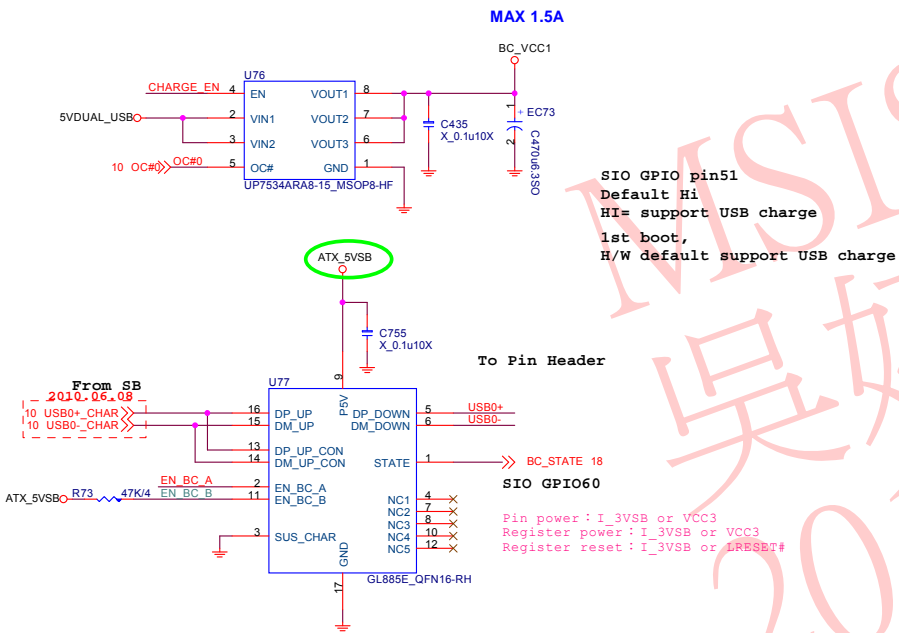 MAX 1.5A
BC_VCC1
U76
CHARGE_EN 4 EN VOUT1 8
5VDUAL_USB 2 VIN1 VOUT2 7
3 VIN2 VOUT3 6
10 OC#0 OC#0 5 OC# GND 1
UP7534ARA8-15_MSOP8-HF
C435
X_0.1u10X
1
+ EC73
2
C470u6.3SO
SIO GPIO pin51
Default Hi
HI= support USB charge
1st boot,
H/W default support USB charge
ATX_5VSB
C755
X_0.1u10X
To Pin Header
From SB
2010.06.08
U77
9
P5V
10 USB0+_CHAR 16 DP_UP DP_DOWN 5 USB0+
10 USB0-_CHAR 15 DM_UP DM_DOWN 6 USB0-
13 DP_UP_CON
14 DM_UP_CON STATE 1 BC_STATE 18
SIO GPIO60
EN_BC_A 2 EN_BC_A NC1 4
ATX_5VSB R73 47K/4 EN_BC_B 11 EN_BC_B NC2 7
NC3 8
3 SUS_CHAR NC4 10
NC5 12
GND
17
GL885E_QFN16-RH
Pin power：I_3VSB or VCC3
Register power：I_3VSB or VCC3
Register reset：I_3VSB or LRESET#
MSIS
吳
20